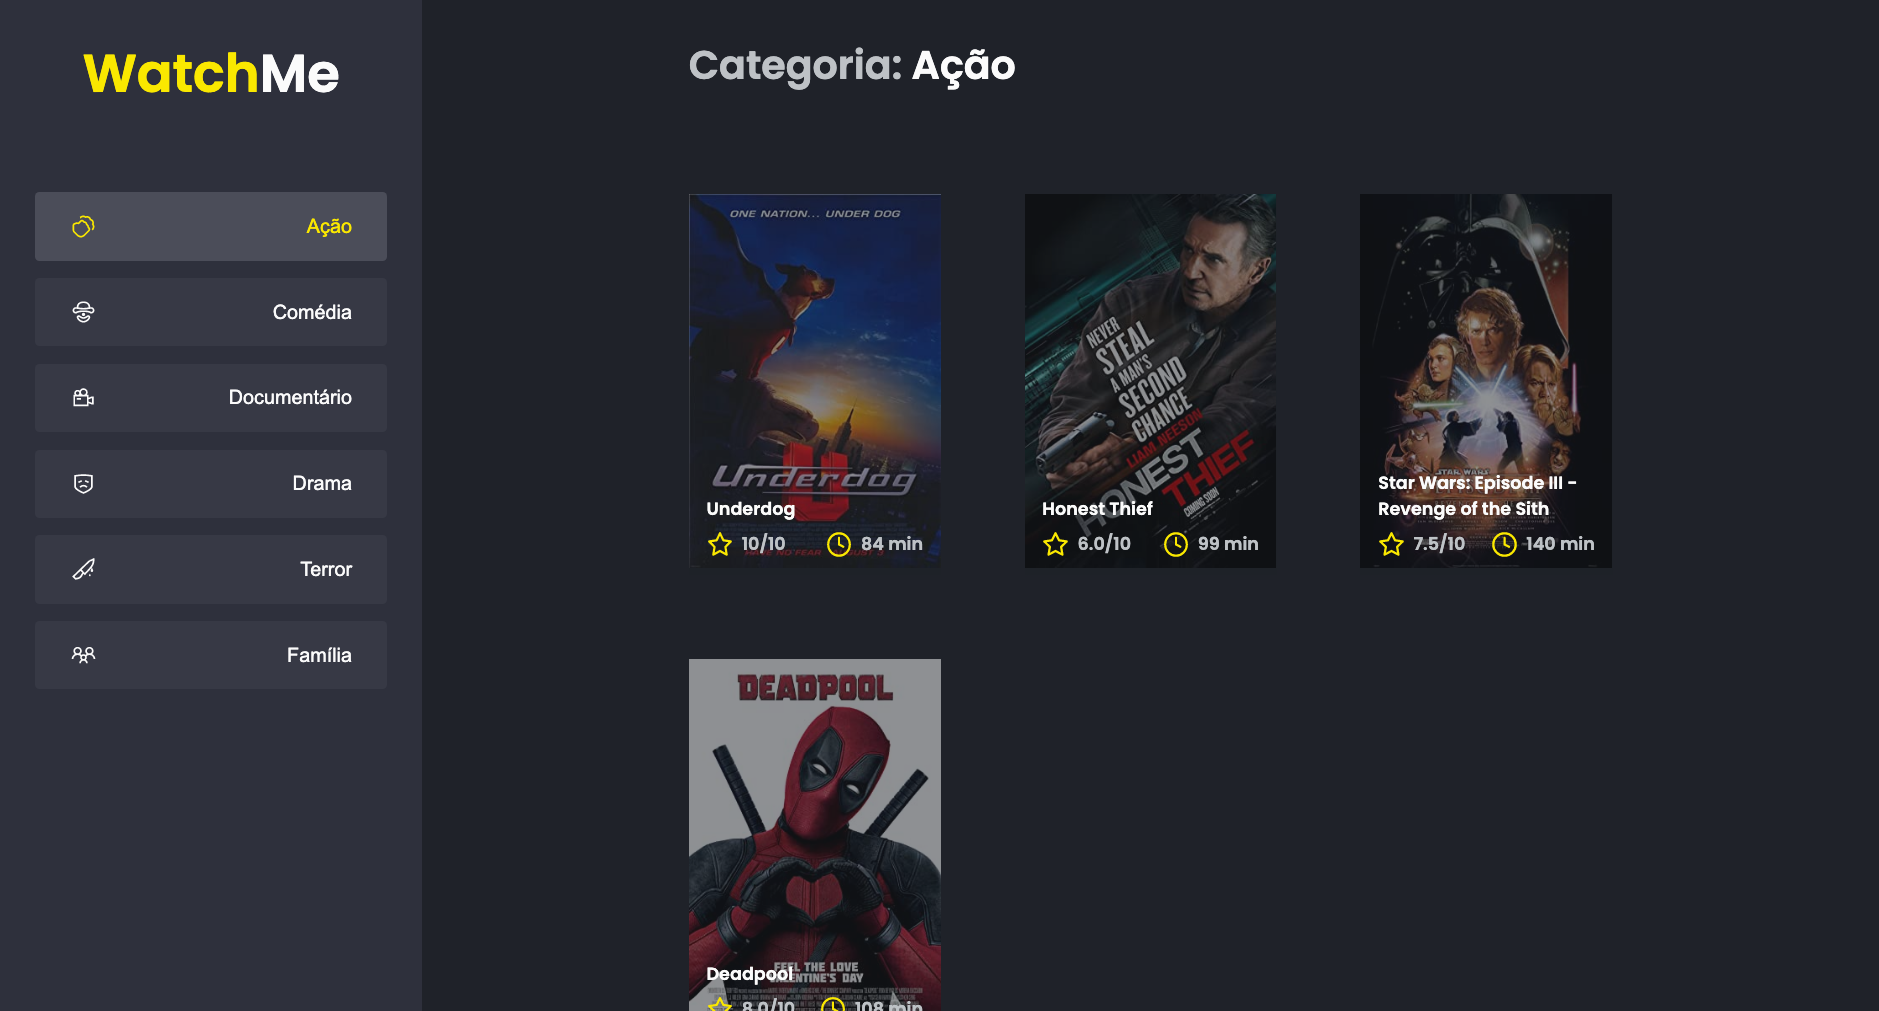 WatchMe
Ação
Comédia
Documentário
Drama
Terror
Família
Categoria: Ação
ONE NATION... UNDER DOG
Underdog
U
Underdog
10/10
84 min
NEVER
STEAL
A MAN'S
SECOND
CHANCE
LIAM NEESON
HONEST
THIEF
COMING SOON
Honest Thief
6.0/10
99 min
STAR WARS
Star Wars: Episode III -
Revenge of the Sith
7.5/10
140 min
DEADPOOL
FEEL THE LOVE
VALENTINE'S DAY
Deadpool
8.0/10
108 min